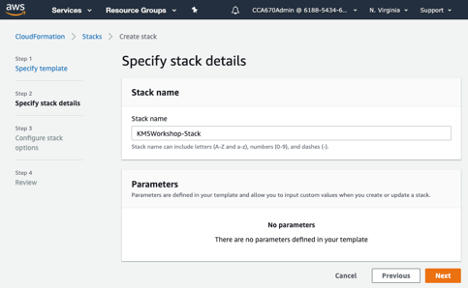 aws
Services
Resource Groups
CCA670Admin @ 6188-5434-6...
N. Virginia
Support
CloudFormation > Stacks > Create stack
Step 1
Specify template
Step 2
Specify stack details
Step 3
Configure stack
options
Step 4
Review
Specify stack details
Stack name
Stack name
KMSWorkshop-Stack
Stack name can include letters (A-Z and a-z), numbers (0-9), and dashes (-).
Parameters
Parameters are defined in your template and allow you to input custom values when you create or update a stack.
No parameters
There are no parameters defined in your template
Cancel
Previous
Next